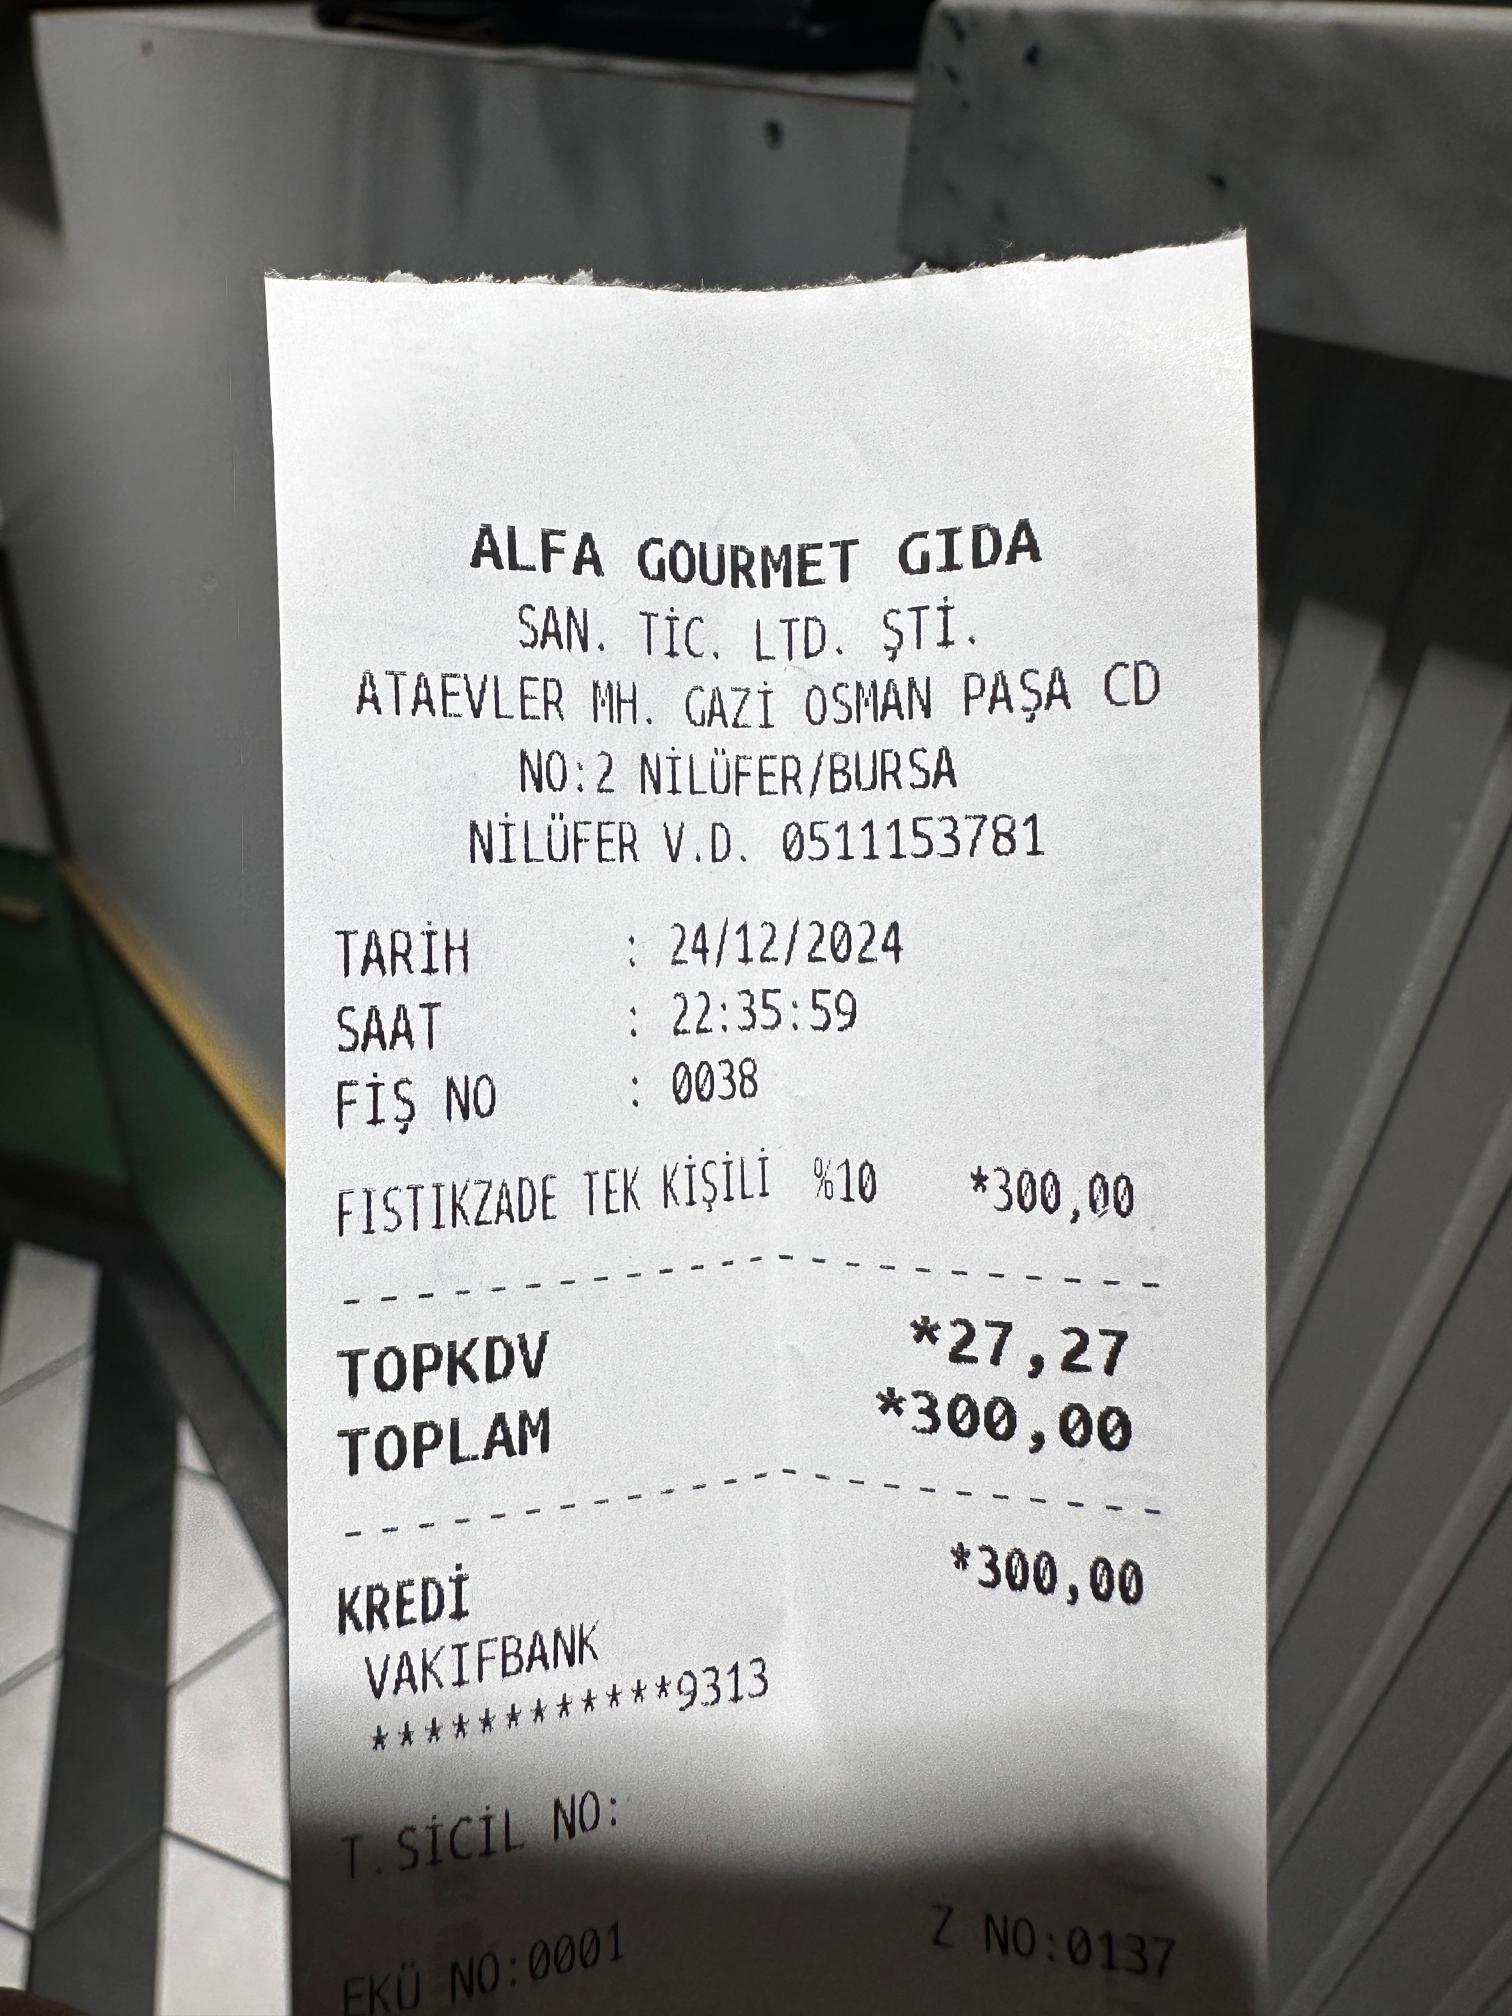 ALFA GOURMET GIDA
SAN. TİC. LTD. ŞTİ.
ATAEVLER MH. GAZİ OSMAN PAŞA CD
NO:2 NİLÜFER/BURSA
NİLÜFER V.D. 0511153781
TARİH : 24/12/2024
SAAT : 22:35:59
FİŞ NO : 0038
FISTIKZADE TEK KİŞİLİ %10 *300,00
TOPKDV *27,27
TOPLAM *300,00
KREDİ *300,00
VAKIFBANK
************9313
T.SİCİL NO:
EKÜ NO:0001 Z NO:0137